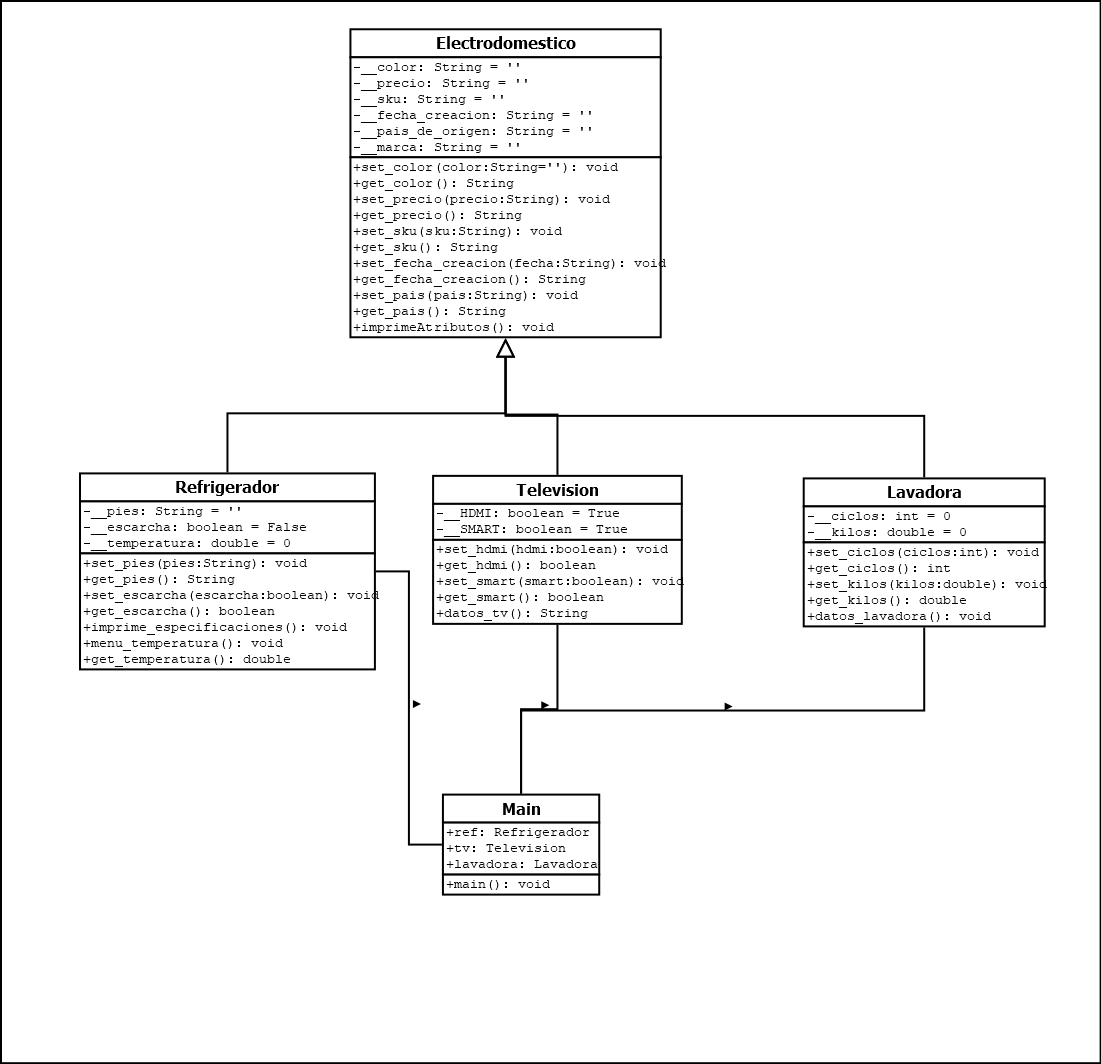 Electrodomestico
-__color: String = ''
-__precio: String = ''
-__sku: String = ''
-__fecha_creacion: String = ''
-__pais_de_origen: String = ''
-__marca: String = ''
+set_color(color:String=''): void
+get_color(): String
+set_precio(precio:String): void
+get_precio(): String
+set_sku(sku:String): void
+get_sku(): String
+set_fecha_creacion(fecha:String): void
+get_fecha_creacion(): String
+set_pais(pais:String): void
+get_pais(): String
+imprimeAtributos(): void
Refrigerador
-__pies: String = ''
-__escarcha: boolean = False
-__temperatura: double = 0
+set_pies(pies:String): void
+get_pies(): String
+set_escarcha(escarcha:boolean): void
+get_escarcha(): boolean
+imprime_especificaciones(): void
+menu_temperatura(): void
+get_temperatura(): double
Television
-__HDMI: boolean = True
-__SMART: boolean = True
+set_hdmi(hdmi:boolean): void
+get_hdmi(): boolean
+set_smart(smart:boolean): void
+get_smart(): boolean
+datos_tv(): String
Lavadora
-__ciclos: int = 0
-__kilos: double = 0
+set_ciclos(ciclos:int): void
+get_ciclos(): int
+set_kilos(kilos:double): void
+get_kilos(): double
+datos_lavadora(): void
Main
+ref: Refrigerador
+tv: Television
+lavadora: Lavadora
+main(): void